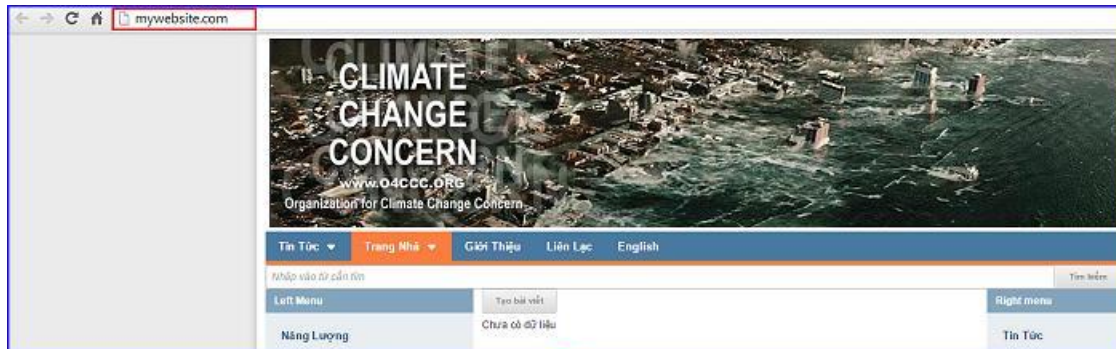 mywebsite.com
CLIMATE
CHANGE
CONCERN
www.O4CCC.ORG
Organization for Climate Change Concern
Tin Tức Trang Nhà Giới Thiệu Liên Lạc English
Nhập vào từ cần tìm Tìm kiếm
Left Menu Tạo bài viết Right menu
Chưa có dữ liệu
Năng Lượng Tin Tức